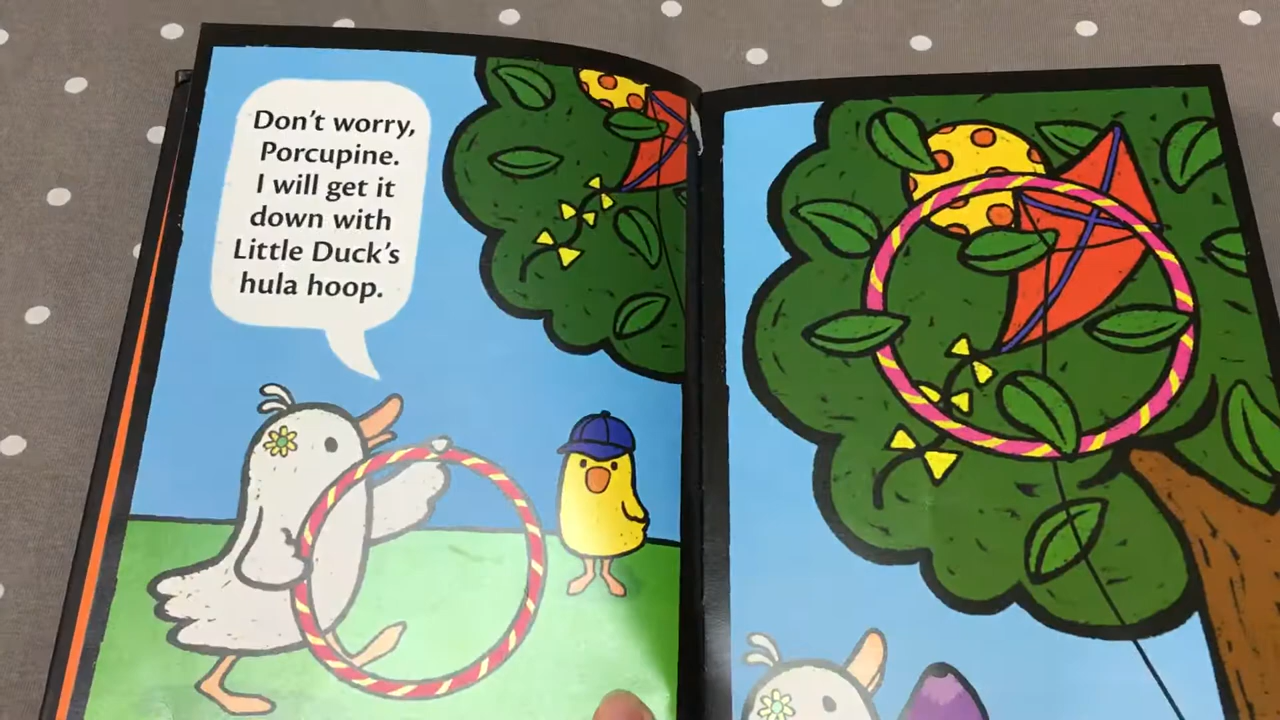 Don't worry,
Porcupine.
I will get it
down with
Little Duck's
hula hoop.